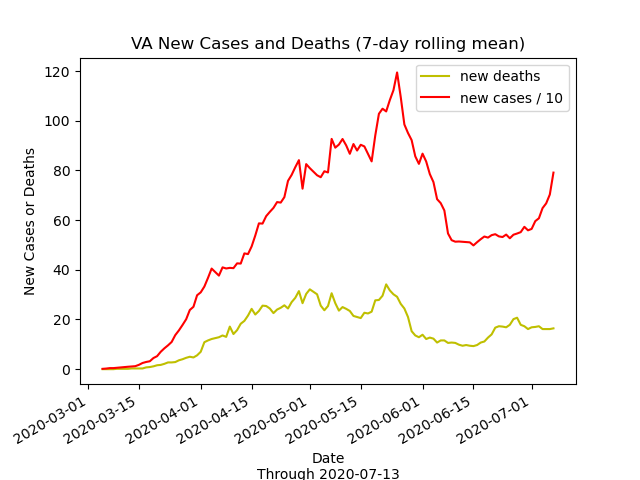 VA New Cases and Deaths (7-day rolling mean)
new deaths
new cases / 10
New Cases or Deaths
120
100
80
60
40
20
0
2020-03-01
2020-03-15
2020-04-01
2020-04-15
2020-05-01
2020-05-15
2020-06-01
2020-06-15
2020-07-01
Date
Through 2020-07-13